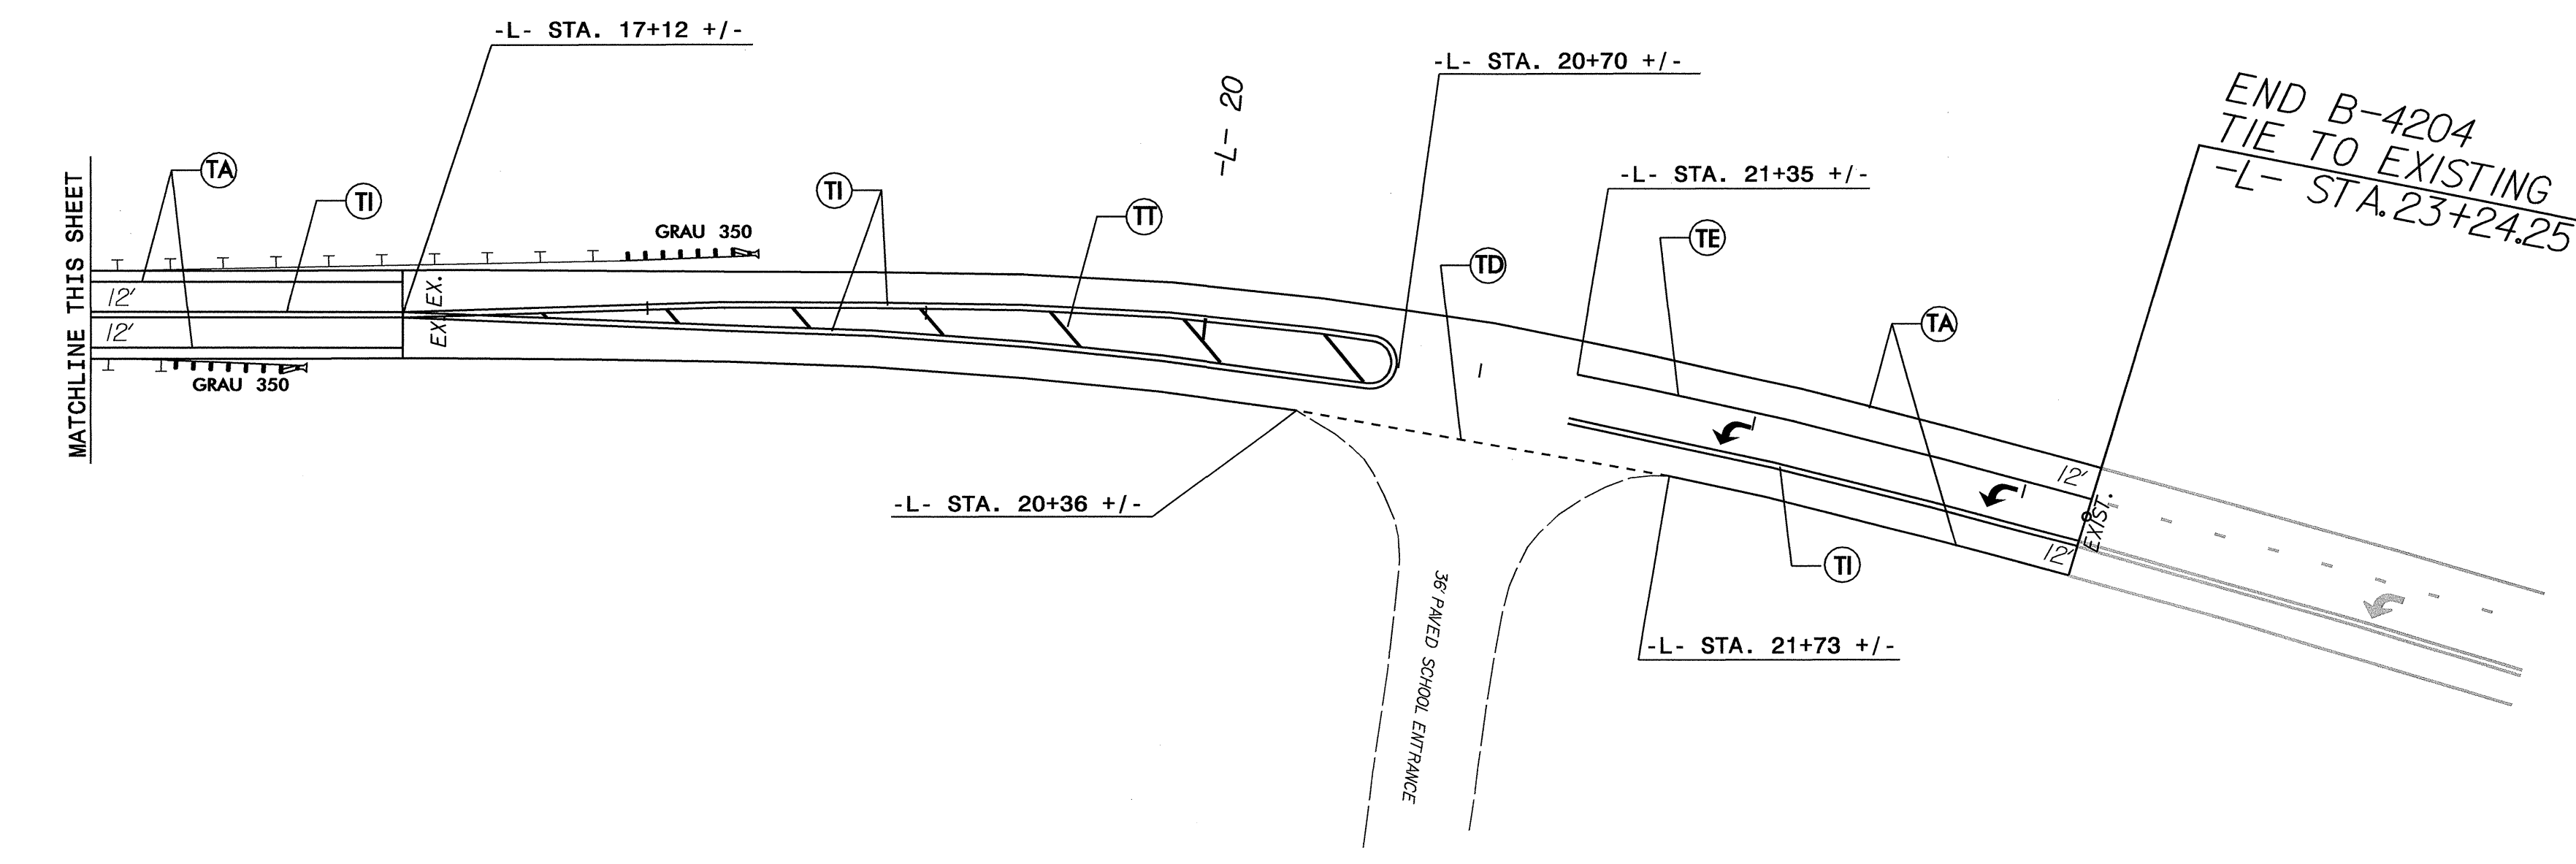 -L- STA. 17+12 +/-
-L- STA. 20+70 +/-
-L- 20
END B-4204
TIE TO EXISTING
-L- STA.23+24.25
-L- STA. 21+35 +/-
MATCHLINE THIS SHEET
TA
TI
TI
TT
GRAU 350
TE
TD
TA
12'
12'
EX.
EX.
GRAU 350
12'
EXIST.
12'
-L- STA. 20+36 +/-
TI
36' PAVED SCHOOL ENTRANCE
-L- STA. 21+73 +/-